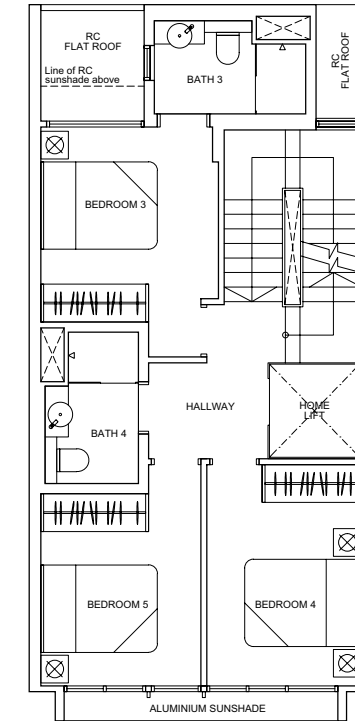 RC
FLAT ROOF
Line of RC
sunshade above
BATH 3
RC
FLAT ROOF
BEDROOM 3
HALLWAY
HOME
LIFT
BATH 4
BEDROOM 5
BEDROOM 4
ALUMINIUM SUNSHADE